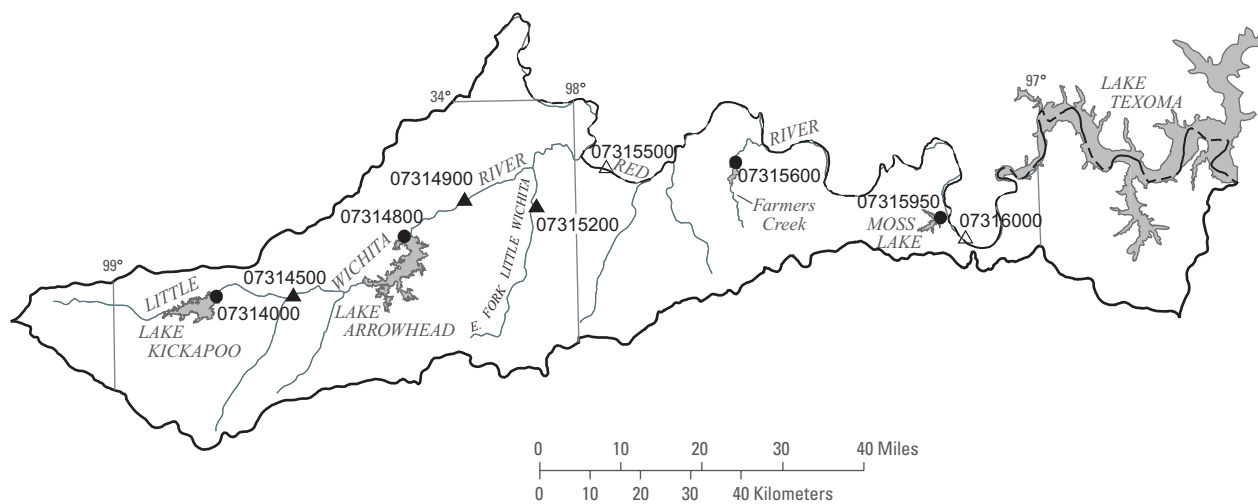 LAKE
TEXOMA
97°
34°
98°
RIVER
07315500
RED
07315600
07314900
RIVER
Farmers
Creek
07315950
MOSS
LAKE
07316000
07314800
07315200
E. FORK LITTLE WICHITA
WICHITA
99°
07314500
LITTLE
07314000
LAKE
KICKAPOO
LAKE
ARROWHEAD
0 10 20 30 40 Miles
0 10 20 30 40 Kilometers